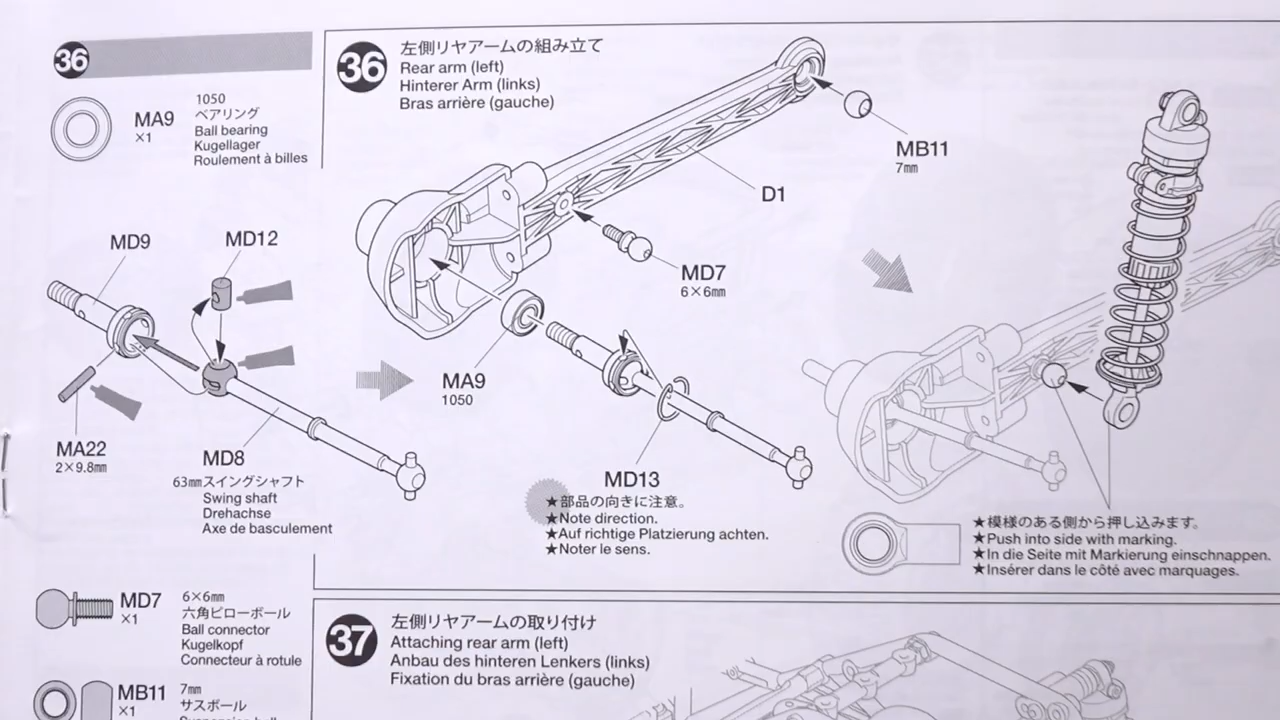 36
MA9
×1
1050
ベアリング
Ball bearing
Kugellager
Roulement à billes
MD9
MD12
MA22
2×9.8㎜
MD8
63㎜スイングシャフト
Swing shaft
Drehachse
Axe de basculement
MD7
×1
6×6㎜
六角ピローボール
Ball connector
Kugelkopf
Connecteur à rotule
MB11
×1
7㎜
サスボール
36
左側リヤアームの組み立て
Rear arm (left)
Hinterer Arm (links)
Bras arrière (gauche)
MB11
7㎜
D1
MD7
6×6㎜
MA9
1050
MD13
★部品の向きに注意。
★Note direction.
★Auf richtige Platzierung achten.
★Noter le sens.
★模様のある側から押し込みます。
★Push into side with marking.
★In die Seite mit Markierung einschnappen.
★Insérer dans le côté avec marquages.
37
左側リヤアームの取り付け
Attaching rear arm (left)
Anbau des hinteren Lenkers (links)
Fixation du bras arrière (gauche)